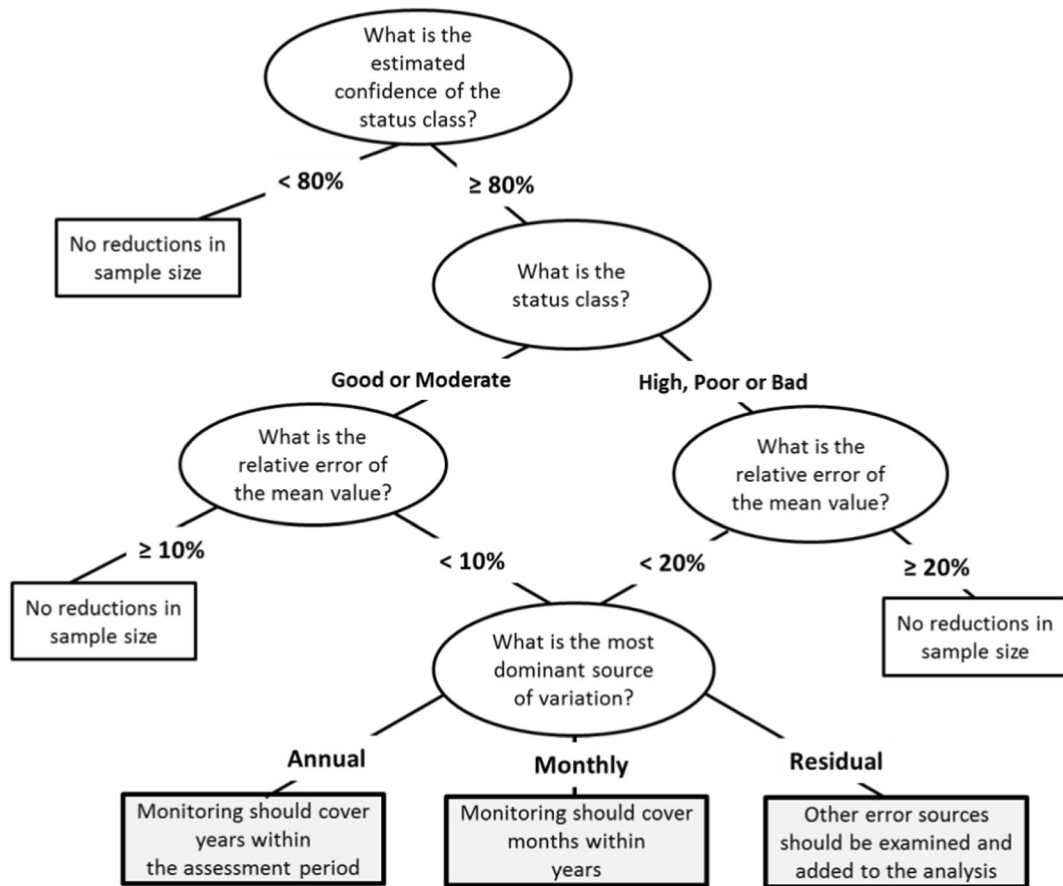 What is the
estimated
confidence of the
status class?
< 80%
≥ 80%
No reductions in
sample size
What is the
status class?
Good or Moderate
High, Poor or Bad
What is the
relative error of
the mean value?
What is the
relative error of
the mean value?
≥ 10%
< 10%
< 20%
≥ 20%
No reductions in
sample size
No reductions in
sample size
What is the most
dominant source
of variation?
Annual
Monthly
Residual
Monitoring should cover
years within
the assessment period
Monitoring should cover
months within
years
Other error sources
should be examined and
added to the analysis